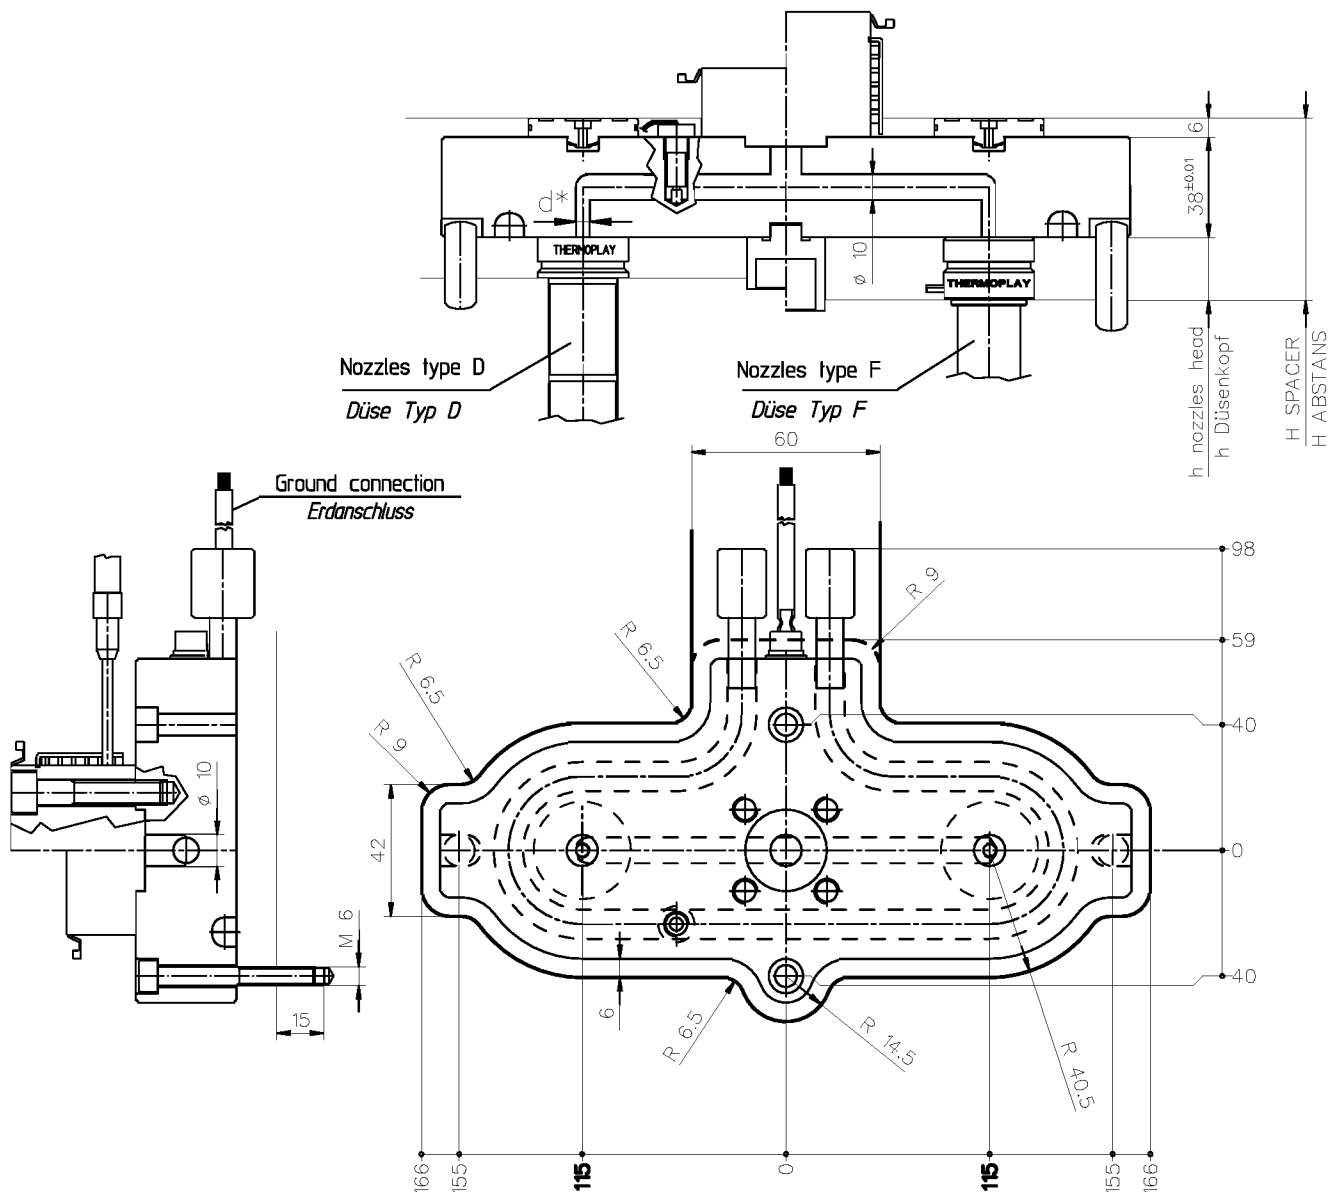 6
38±0.01
d*
THERMOPLAY
ø 10
THERMOPLAY
Nozzles type D
Düse Typ D
Nozzles type F
Düse Typ F
h nozzles head
h Düsenkopf
H SPACER
H ABSTANS
60
Ground connection
Erdanschluss
98
R 9
59
R 6.5
R 6.5
R 9
40
ø 10
42
0
M 6
15
6
40
R 6.5
R 14.5
R 40.5
166
155
115
0
115
155
166